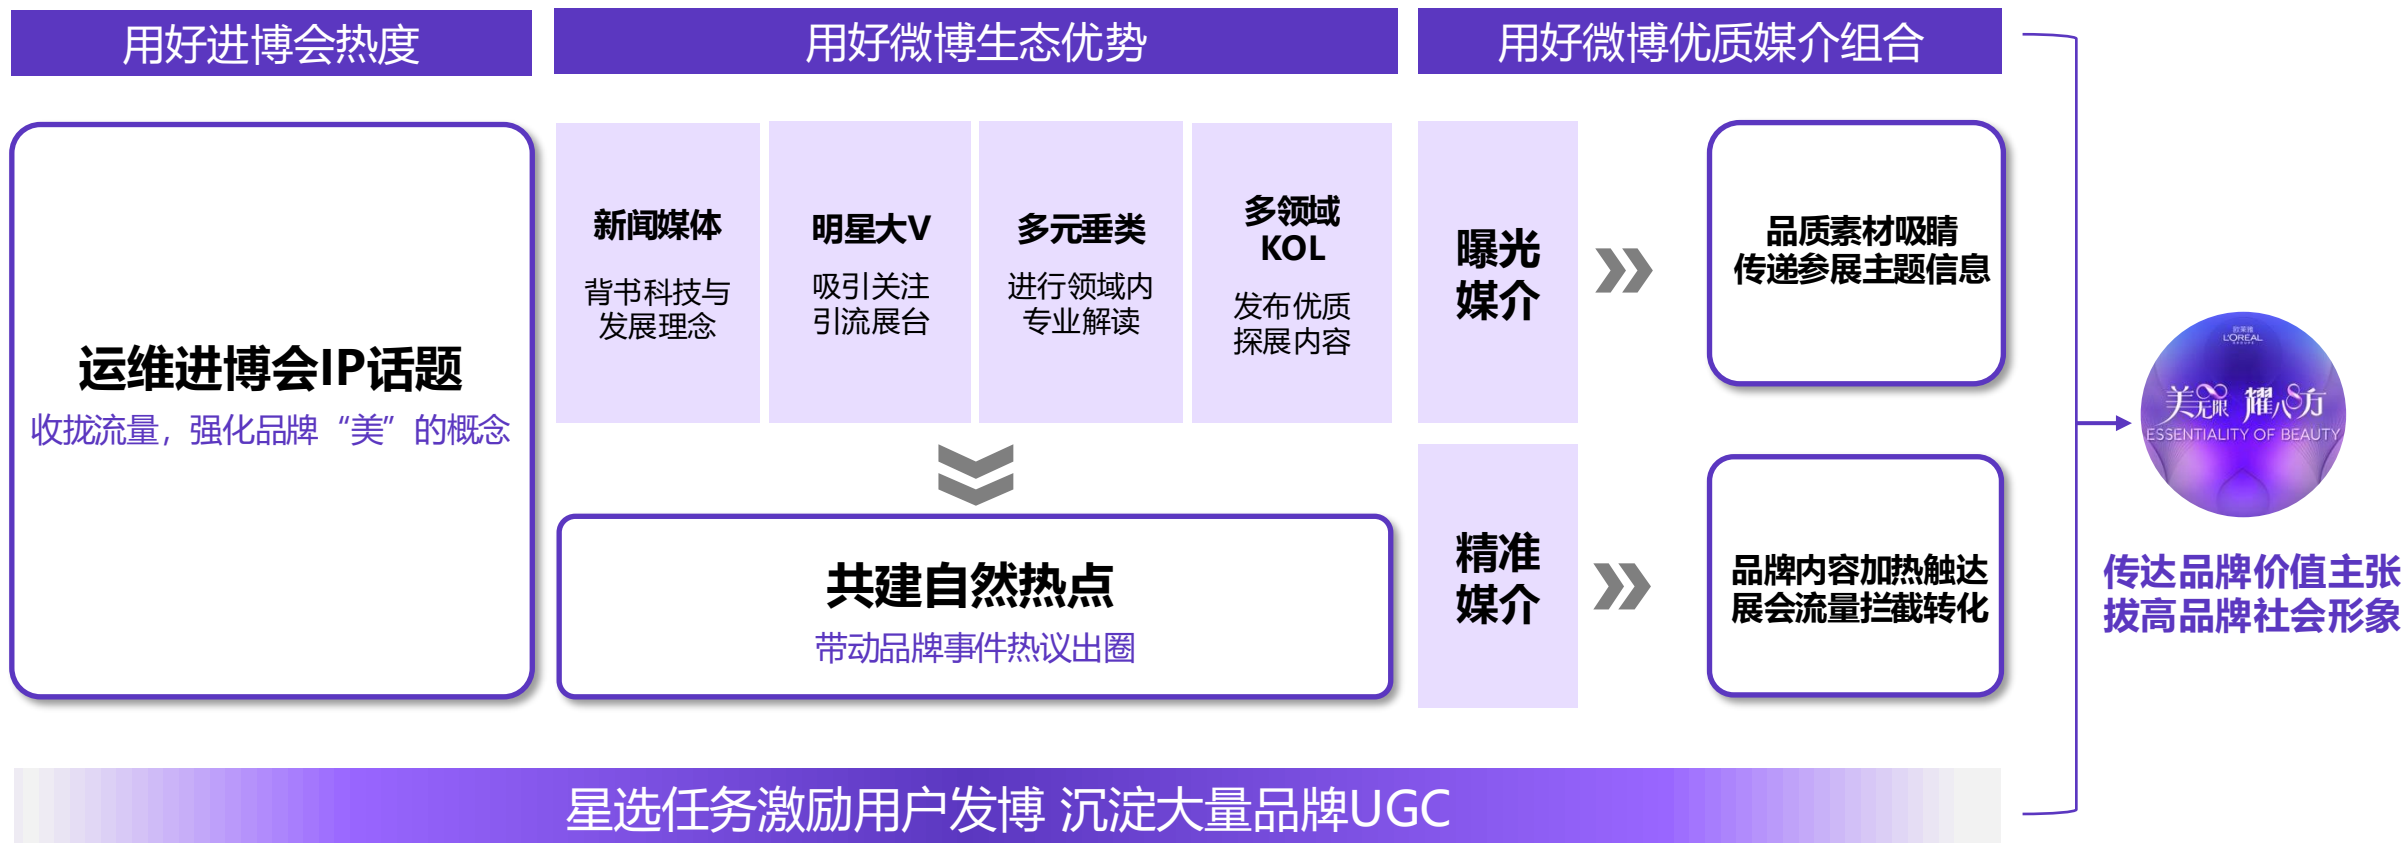 用好进博会热度
用好微博生态优势
用好微博优质媒介组合
运维进博会IP话题
收拢流量，强化品牌“美”的概念
新闻媒体
背书科技与
发展理念
明星大V
吸引关注
引流展台
多元垂类
进行领域内
专业解读
多领域
KOL
发布优质
探展内容
共建自然热点
带动品牌事件热议出圈
曝光
媒介
品质素材吸睛
传递参展主题信息
精准
媒介
品牌内容加热触达
展会流量拦截转化
欧莱雅
L'ORÉAL
GROUPE
美无限 耀八方
ESSENTIALITY OF BEAUTY
传达品牌价值主张
拔高品牌社会形象
星选任务激励用户发博 沉淀大量品牌UGC